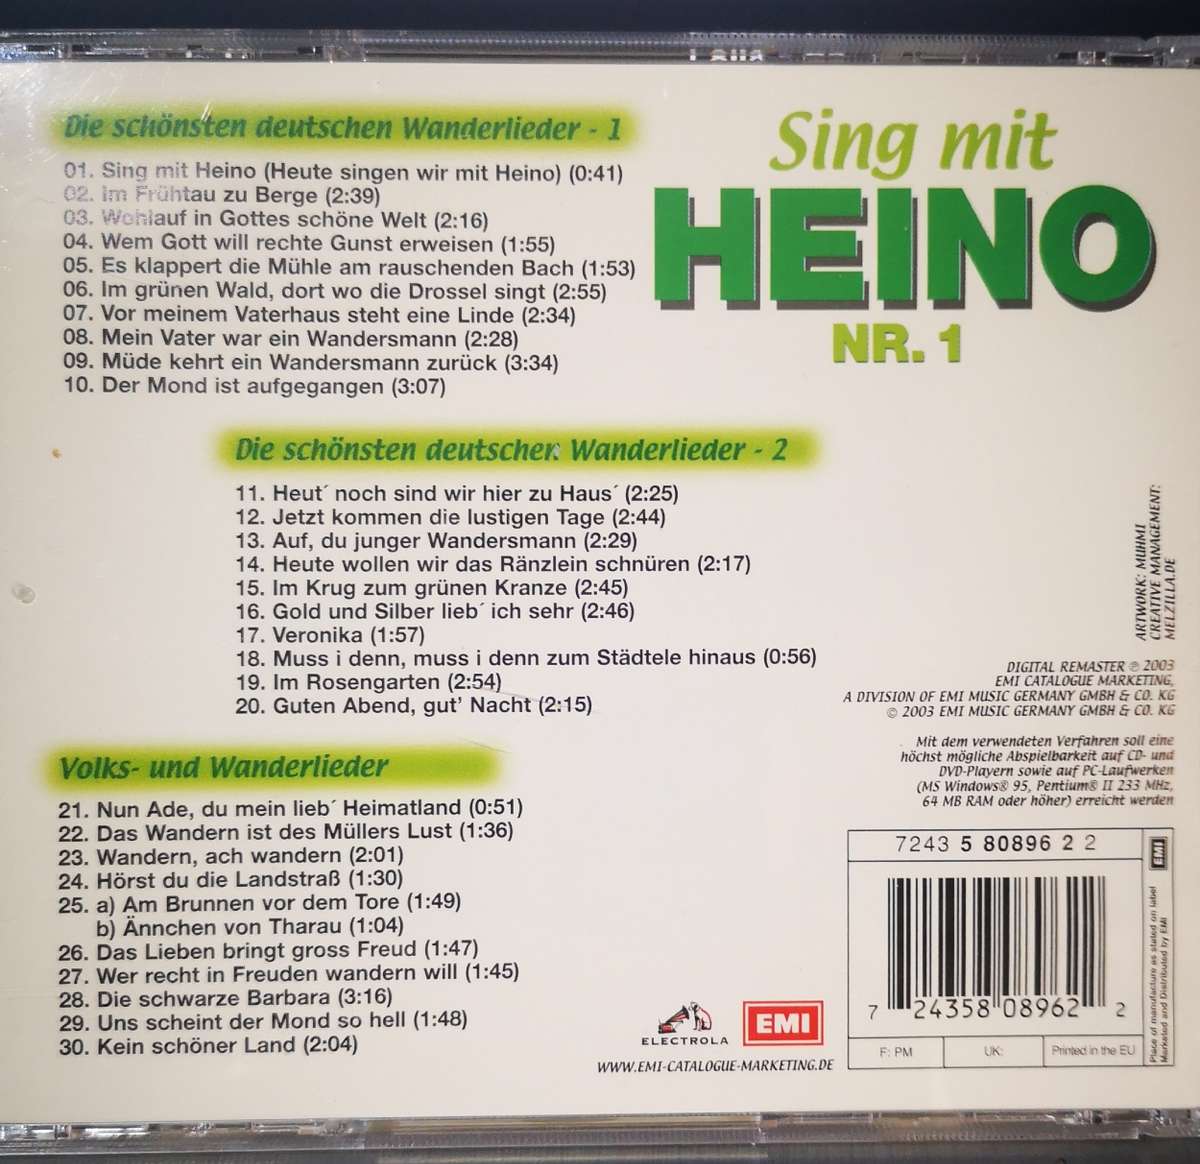 Die schönsten deutschen Wanderlieder - 1
01. Sing mit Heino (Heute singen wir mit Heino) (0:41)
02. Im Frühtau zu Berge (2:39)
03. Wohlauf in Gottes schöne Welt (2:16)
04. Wem Gott will rechte Gunst erweisen (1:55)
05. Es klappert die Mühle am rauschenden Bach (1:53)
06. Im grünen Wald, dort wo die Drossel singt (2:55)
07. Vor meinem Vaterhaus steht eine Linde (2:34)
08. Mein Vater war ein Wandersmann (2:28)
09. Müde kehrt ein Wandersmann zurück (3:34)
10. Der Mond ist aufgegangen (3:07)
Sing mit
HEINO
NR. 1
Die schönsten deutschen Wanderlieder - 2
11. Heut´ noch sind wir hier zu Haus´ (2:25)
12. Jetzt kommen die lustigen Tage (2:44)
13. Auf, du junger Wandersmann (2:29)
14. Heute wollen wir das Ränzlein schnüren (2:17)
15. Im Krug zum grünen Kranze (2:45)
16. Gold und Silber lieb´ ich sehr (2:46)
17. Veronika (1:57)
18. Muss i denn, muss i denn zum Städtele hinaus (0:56)
19. Im Rosengarten (2:54)
20. Guten Abend, gut' Nacht (2:15)
Volks- und Wanderlieder
21. Nun Ade, du mein lieb´ Heimatland (0:51)
22. Das Wandern ist des Müllers Lust (1:36)
23. Wandern, ach wandern (2:01)
24. Hörst du die Landstraß (1:30)
25. a) Am Brunnen vor dem Tore (1:49)
b) Ännchen von Tharau (1:04)
26. Das Lieben bringt gross Freud (1:47)
27. Wer recht in Freuden wandern will (1:45)
28. Die schwarze Barbara (3:16)
29. Uns scheint der Mond so hell (1:48)
30. Kein schöner Land (2:04)
ARTWORK: MUHMI
CREATIVE MANAGEMENT:
MELZILLA.DE
DIGITAL REMASTER ℗ 2003
EMI CATALOGUE MARKETING,
A DIVISION OF EMI MUSIC GERMANY GMBH & CO. KG
© 2003 EMI MUSIC GERMANY GMBH & CO. KG
Mit dem verwendeten Verfahren soll eine
höchst mögliche Abspielbarkeit auf CD- und
DVD-Playern sowie auf PC-Laufwerken
(MS Windows® 95, Pentium® II 233 MHz,
64 MB RAM oder höher) erreicht werden
7243 5 80896 2 2
EMI
7 24358 08962 2
F: PM
UK:
Printed in the EU
Place of manufacture as stated on label
Marketed and Distributed by EMI
ELECTROLA
EMI
WWW.EMI-CATALOGUE-MARKETING.DE